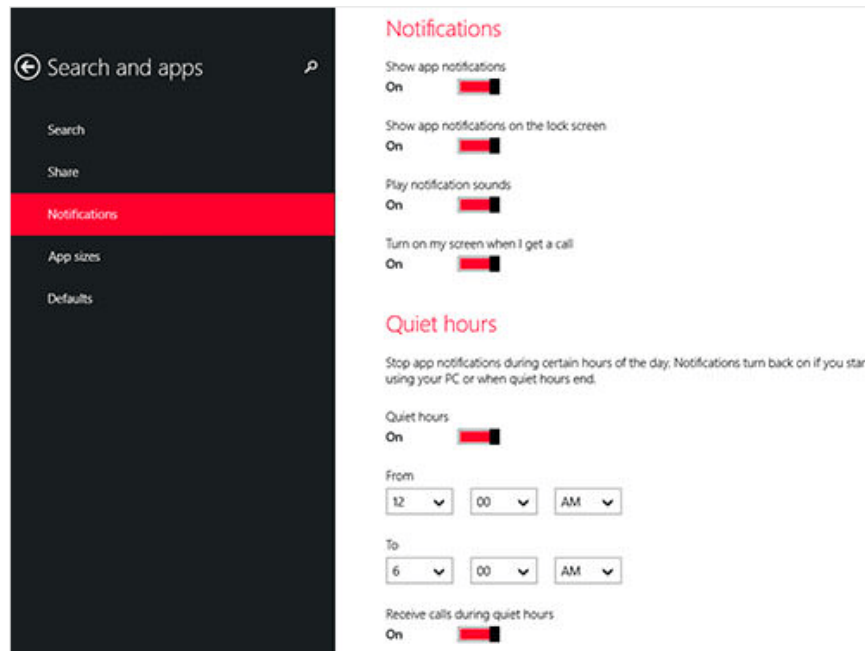 Search and apps
Search
Share
Notifications
App sizes
Defaults
Notifications
Show app notifications
On
Show app notifications on the lock screen
On
Play notification sounds
On
Turn on my screen when I get a call
On
Quiet hours
Stop app notifications during certain hours of the day. Notifications turn back on if you star
using your PC or when quiet hours end.
Quiet hours
On
From
12 00 AM
To
6 00 AM
Receive calls during quiet hours
On